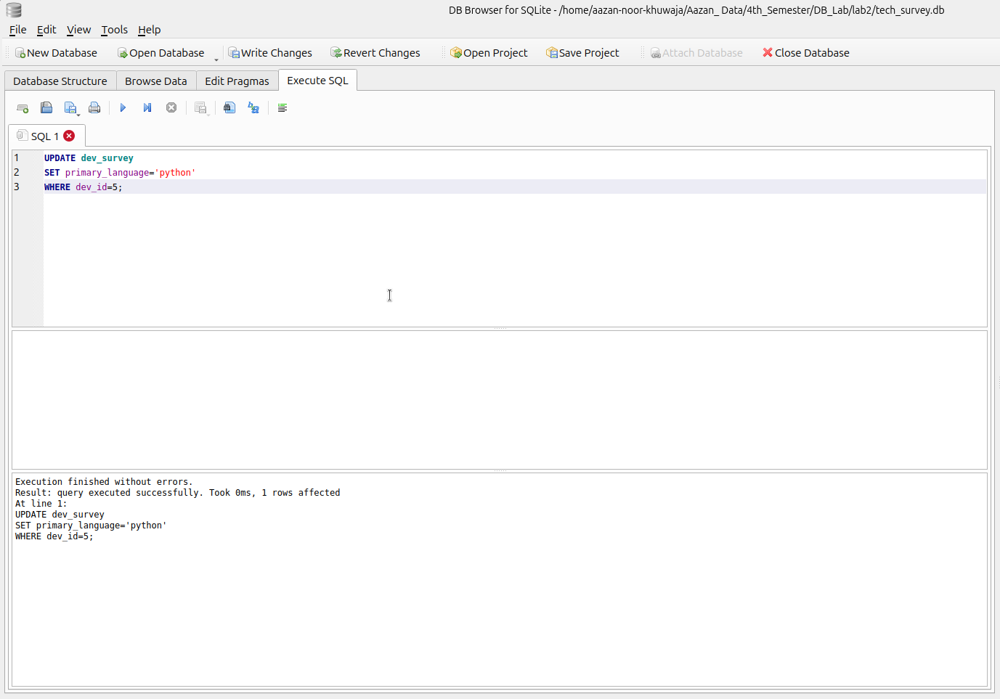 DB Browser for SQLite - /home/aazan-noor-khuwaja/Aazan_ Data/4th_Semester/DB_Lab/lab2/tech_survey.db
File Edit View Tools Help
New Database Open Database Write Changes Revert Changes Open Project Save Project Attach Database Close Database
Database Structure Browse Data Edit Pragmas Execute SQL
SQL 1
1 UPDATE dev_survey
2 SET primary_language='python'
3 WHERE dev_id=5;
Execution finished without errors.
Result: query executed successfully. Took 0ms, 1 rows affected
At line 1:
UPDATE dev_survey
SET primary_language='python'
WHERE dev_id=5;